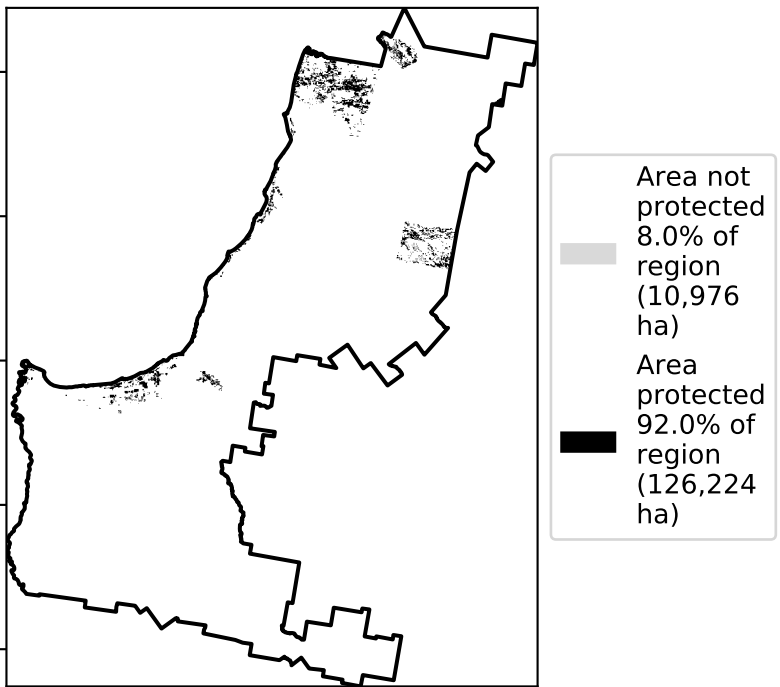 Area not
protected
8.0% of
region
(10,976
ha)
Area
protected
92.0% of
region
(126,224
ha)